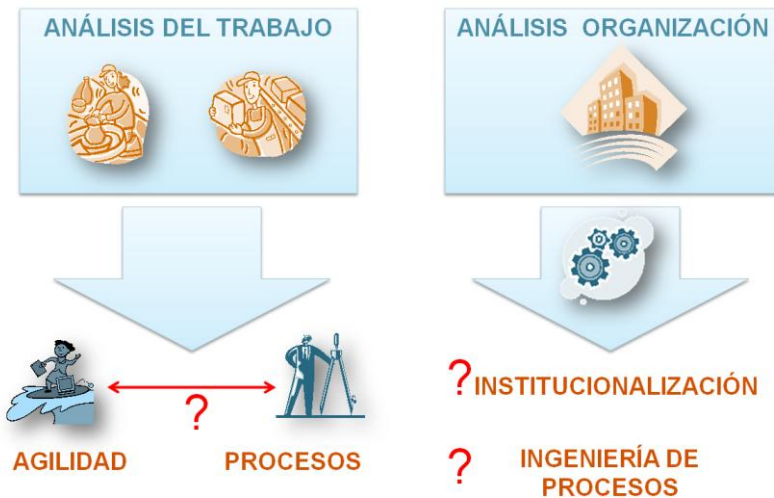 ANÁLISIS DEL TRABAJO
ANÁLISIS ORGANIZACIÓN
?
AGILIDAD
PROCESOS
? INSTITUCIONALIZACIÓN
? INGENIERÍA DE
PROCESOS